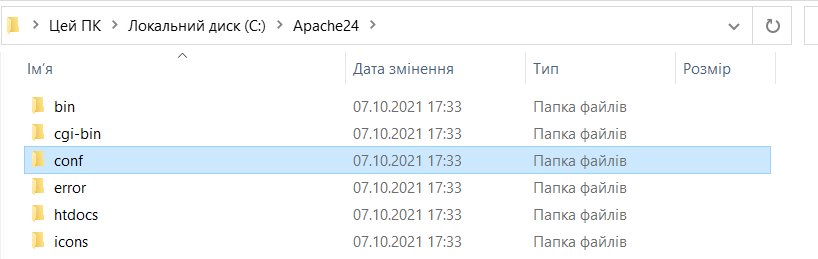 Цей ПК Локальний диск (C:) Apache24
Ім'я Дата змінення Тип Розмір
bin 07.10.2021 17:33 Папка файлів
cgi-bin 07.10.2021 17:33 Папка файлів
conf 07.10.2021 17:33 Папка файлів
error 07.10.2021 17:33 Папка файлів
htdocs 07.10.2021 17:33 Папка файлів
icons 07.10.2021 17:33 Папка файлів